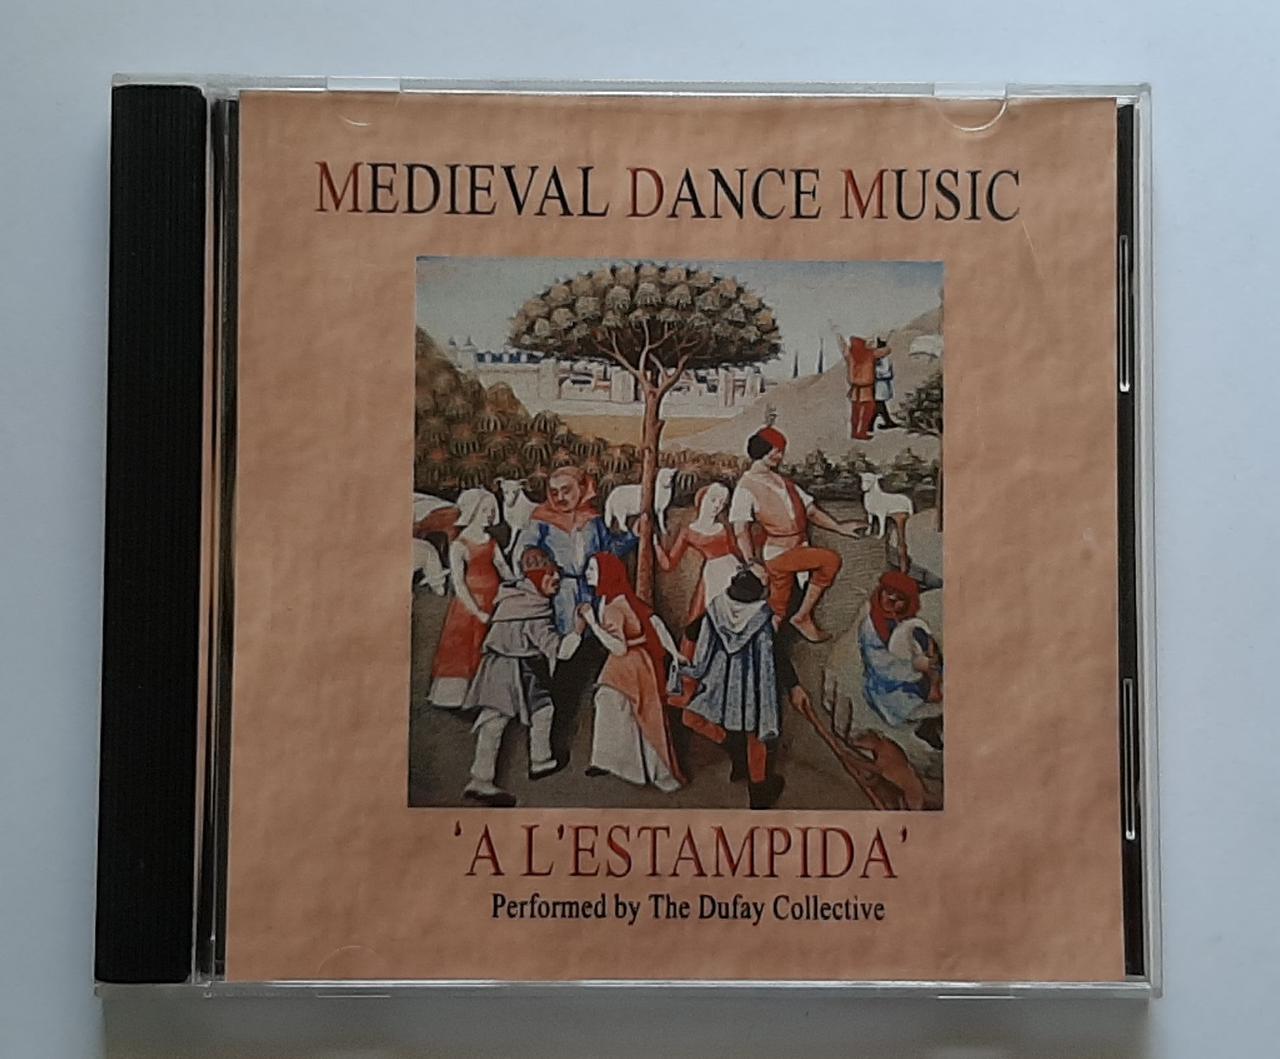 MEDIEVAL DANCE MUSIC
'A L'ESTAMPIDA'
Performed by The Dufay Collective